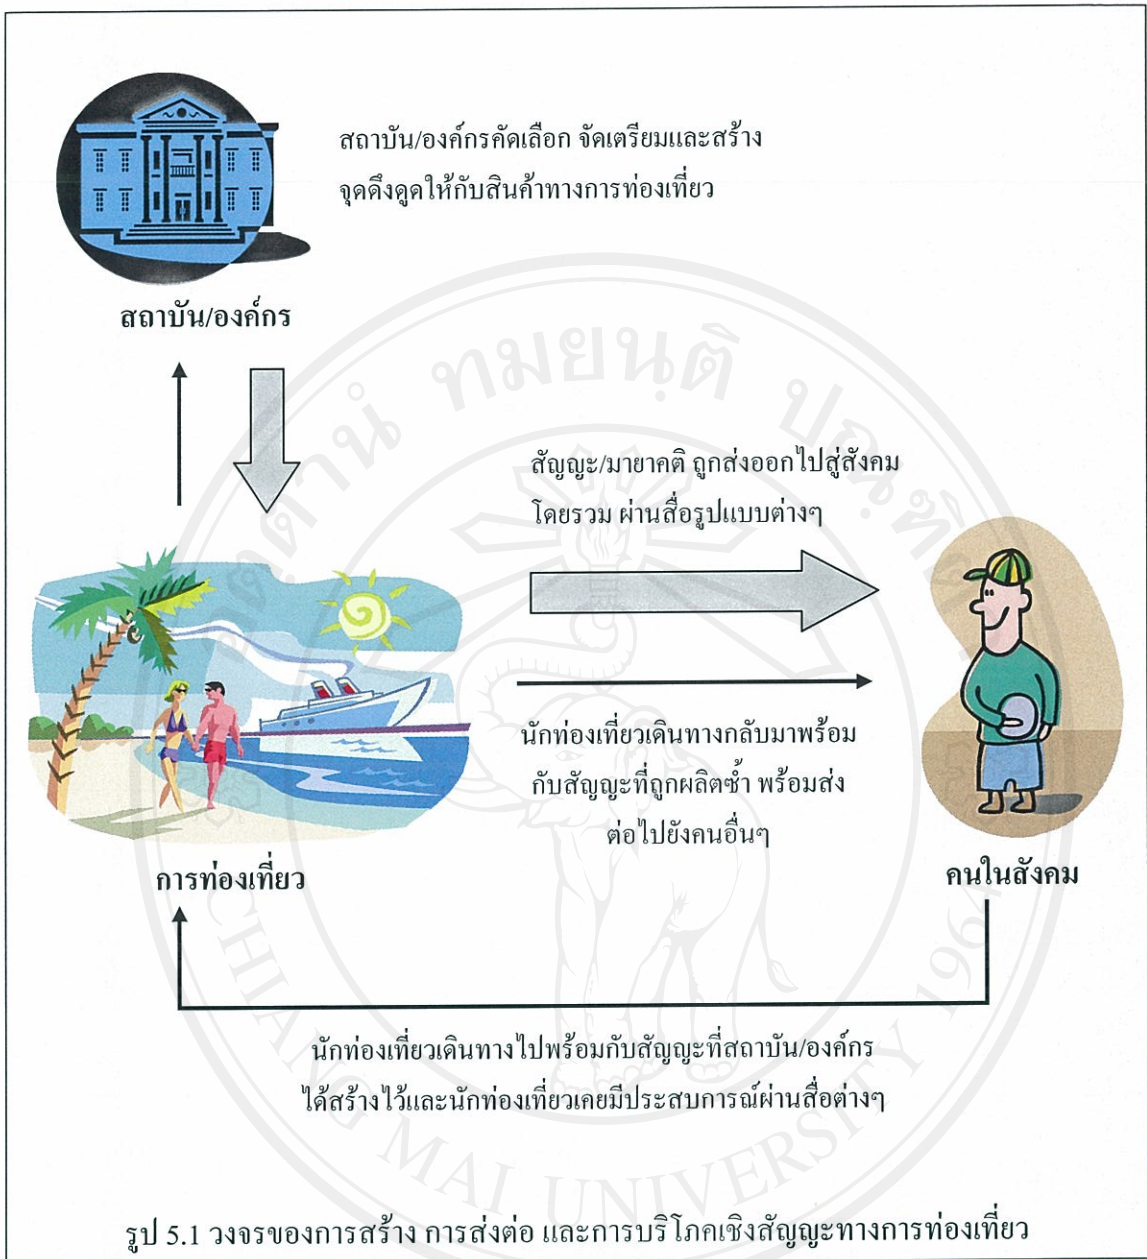 สถาบัน/องค์กรคัดเลือก จัดเตรียมและสร้าง
จุดดึงดูดให้กับสินค้าทางการท่องเที่ยว
สถาบัน/องค์กร
สัญญะ/มายาคติ ถูกส่งออกไปสู่สังคม
โดยรวม ผ่านสื่อรูปแบบต่างๆ
นักท่องเที่ยวเดินทางกลับมาพร้อม
กับสัญญะที่ถูกผลิตซ้ำ พร้อมส่ง
ต่อไปยังคนอื่นๆ
การท่องเที่ยว
คนในสังคม
นักท่องเที่ยวเดินทางไปพร้อมกับสัญญะที่สถาบัน/องค์กร
ได้สร้างไว้และนักท่องเที่ยวเคยมีประสบการณ์ผ่านสื่อต่างๆ
รูป 5.1 วงจรของการสร้าง การส่งต่อ และการบริโภคเชิงสัญญะทางการท่องเที่ยว
CHIANG MAI UNIVERSITY 1964